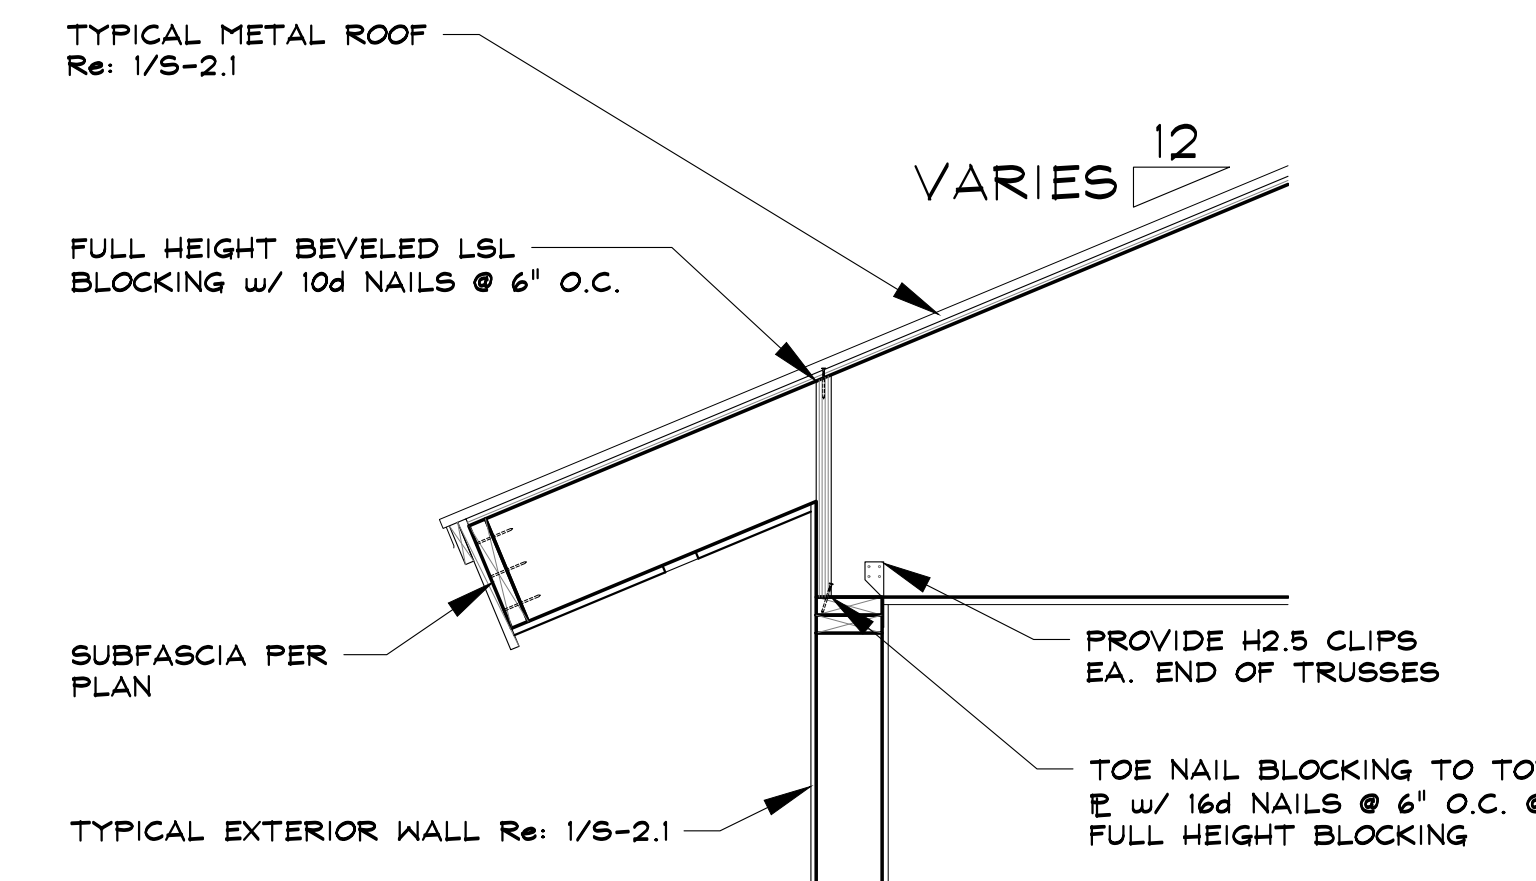 TYPICAL METAL ROOF
Re: 1/S-2.1
12
VARIES
FULL HEIGHT BEVELED LSL
BLOCKING w/ 10d NAILS @ 6" O.C.
SUBFASCIA PER
PLAN
PROVIDE H2.5 CLIPS
EA. END OF TRUSSES
TOE NAIL BLOCKING TO
w/ 16d NAILS @ 6" O.C. @
FULL HEIGHT BLOCKING
TYPICAL EXTERIOR WALL Re: 1/S-2.1